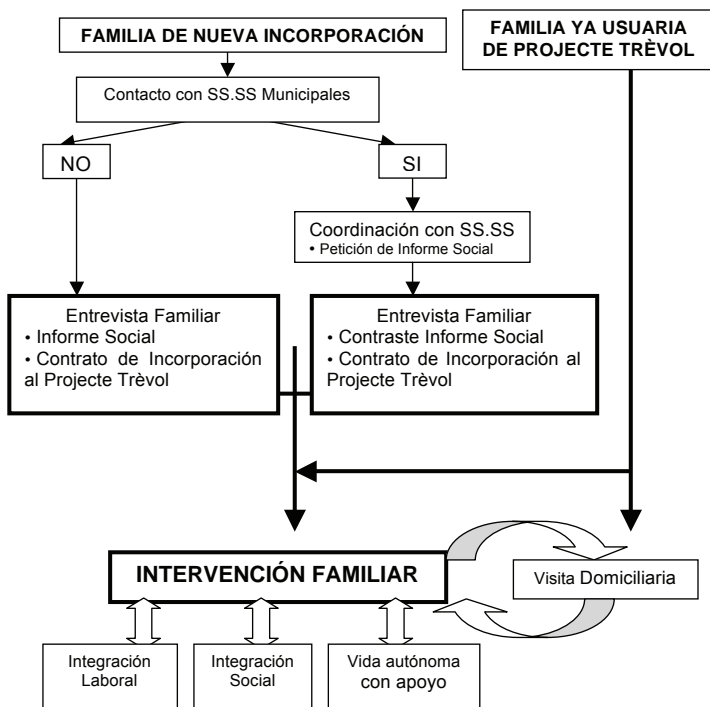 FAMILIA DE NUEVA INCORPORACIÓN
FAMILIA YA USUARIA
DE PROJECTE TRÈVOL
Contacto con SS.SS Municipales
NO
SI
Coordinación con SS.SS
• Petición de Informe Social
Entrevista Familiar
• Informe Social
• Contrato de Incorporación
al Projecte Trèvol
Entrevista Familiar
• Contraste Informe Social
• Contrato de Incorporación al
Projecte Trèvol
INTERVENCIÓN FAMILIAR
Visita Domiciliaria
Integración
Laboral
Integración
Social
Vida autónoma
con apoyo